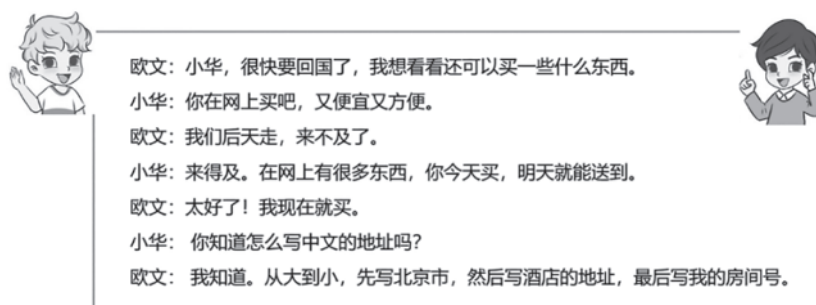 欧文：小华，很快要回国了，我想看看还可以买一些什么东西。
小华：你在网上买吧，又便宜又方便。
欧文：我们后天走，来不及了。
小华：来得及。在网上有很多东西，你今天买，明天就能送到。
欧文：太好了！我现在就买。
小华： 你知道怎么写中文的地址吗？
欧文： 我知道。从大到小，先写北京市，然后写酒店的地址，最后写我的房间号。